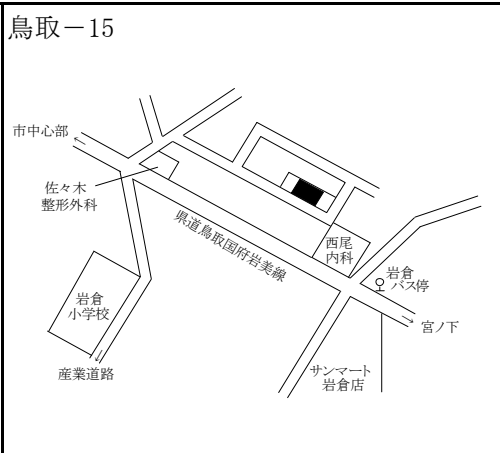 鳥取－15
市中心部
佐々木
整形外科
県道鳥取国府岩美線
西尾
内科
岩倉
バス停
岩倉
小学校
宮ノ下
産業道路
サンマート
岩倉店